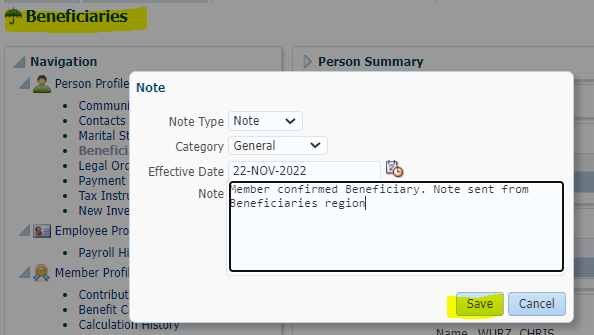 Beneficiaries
Navigation
Person Summary
Person Profile
Communi
Contacts
Marital St
Benefici
Legal Or
Payment
Tax Instru
New Inve
Employee Pro
Payroll Hi
Member Profil
Contribut
Benefit C
Calculation History
Note
Note Type Note
Category General
Effective Date 22-NOV-2022
Note Member confirmed Beneficiary. Note sent from
Beneficiaries region
Save Cancel
Name WURZ, CHRIS